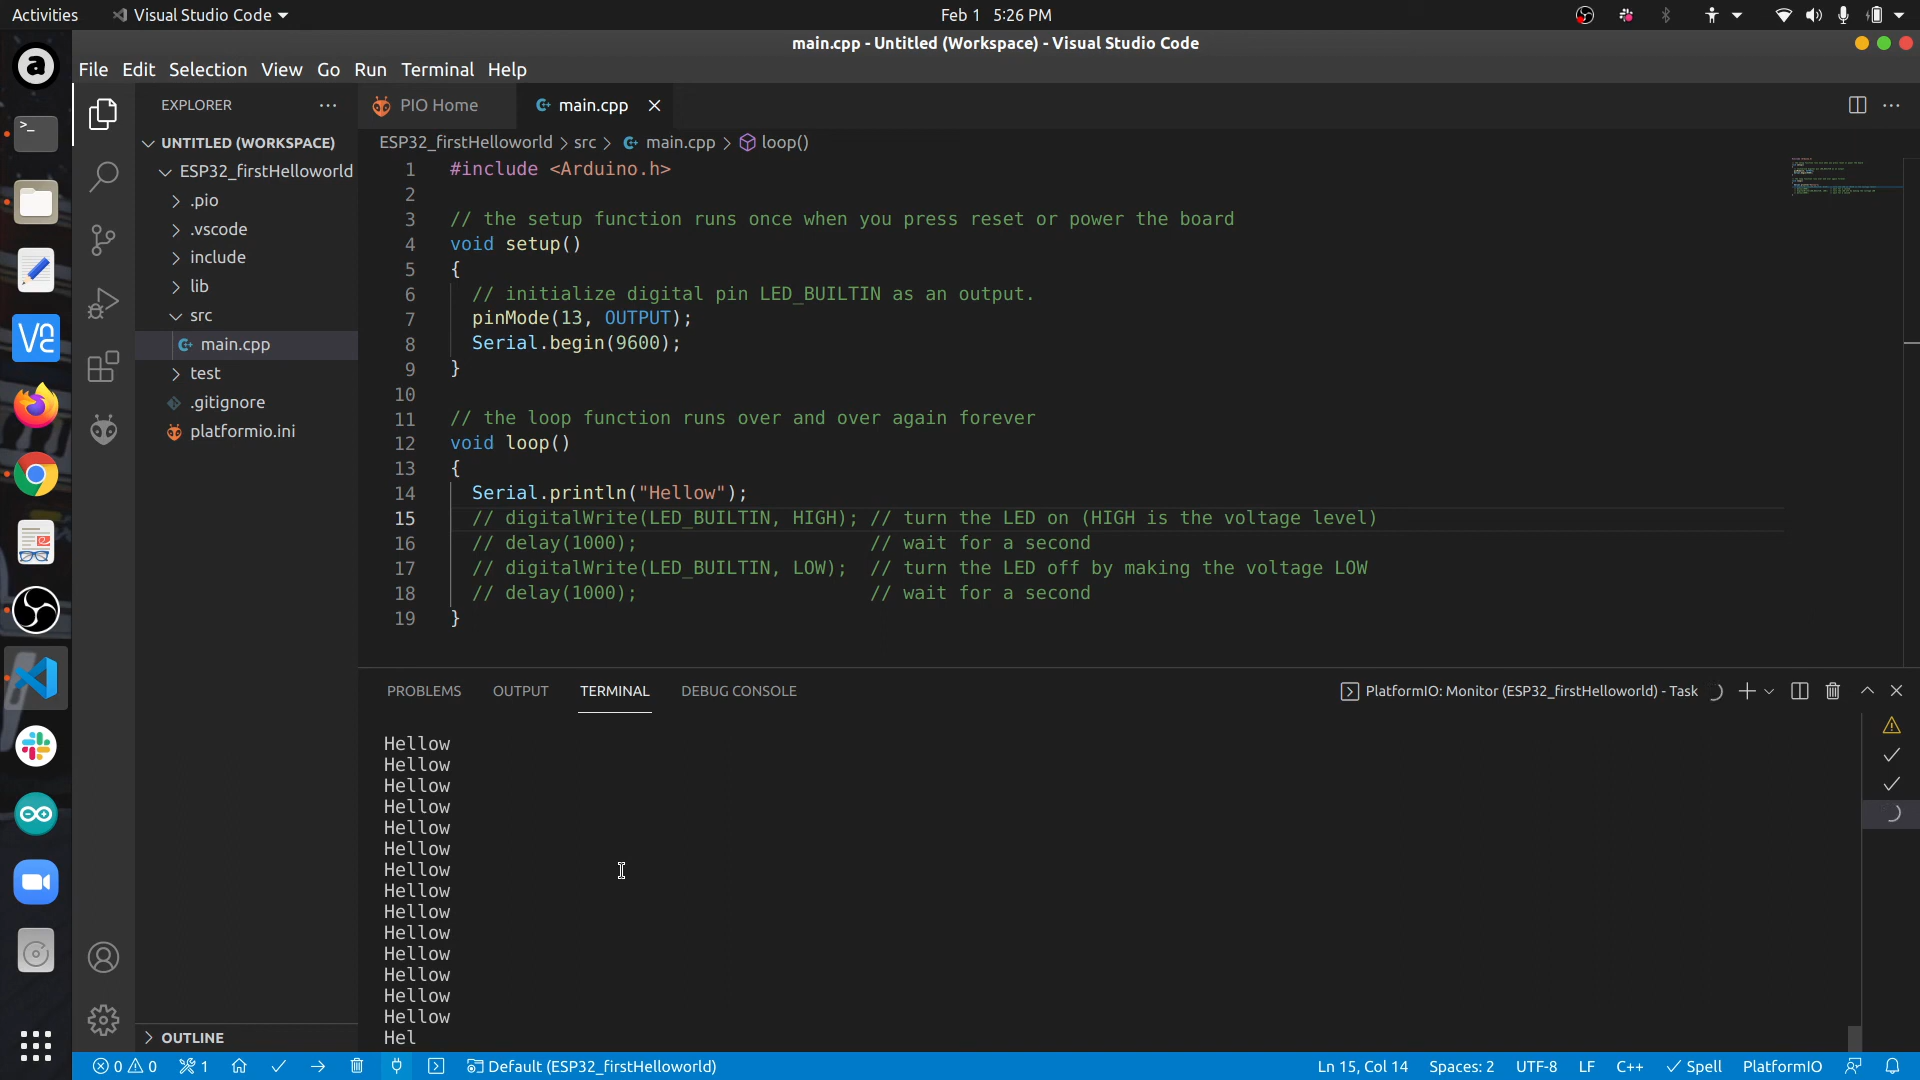 Activities
Visual Studio Code
Feb 1 5:26 PM
main.cpp - Untitled (Workspace) - Visual Studio Code
File Edit Selection View Go Run Terminal Help
EXPLORER
PIO Home
main.cpp
UNTITLED (WORKSPACE)
ESP32_firstHelloworld
.pio
.vscode
include
lib
src
main.cpp
test
.gitignore
platformio.ini
OUTLINE
ESP32_firstHelloworld > src > main.cpp > loop()
1 #include <Arduino.h>
2
3 // the setup function runs once when you press reset or power the board
4 void setup()
5 {
6 // initialize digital pin LED_BUILTIN as an output.
7 pinMode(13, OUTPUT);
8 Serial.begin(9600);
9 }
10
11 // the loop function runs over and over again forever
12 void loop()
13 {
14 Serial.println("Hellow");
15 // digitalWrite(LED_BUILTIN, HIGH); // turn the LED on (HIGH is the voltage level)
16 // delay(1000); // wait for a second
17 // digitalWrite(LED_BUILTIN, LOW); // turn the LED off by making the voltage LOW
18 // delay(1000); // wait for a second
19 }
PROBLEMS OUTPUT TERMINAL DEBUG CONSOLE
PlatformIO: Monitor (ESP32_firstHelloworld) - Task
Hellow
Hellow
Hellow
Hellow
Hellow
Hellow
Hellow
Hellow
Hellow
Hellow
Hellow
Hellow
Hellow
Hellow
Hel
0 0 1 Default (ESP32_firstHelloworld)
Ln 15, Col 14 Spaces: 2 UTF-8 LF C++ Spell PlatformIO